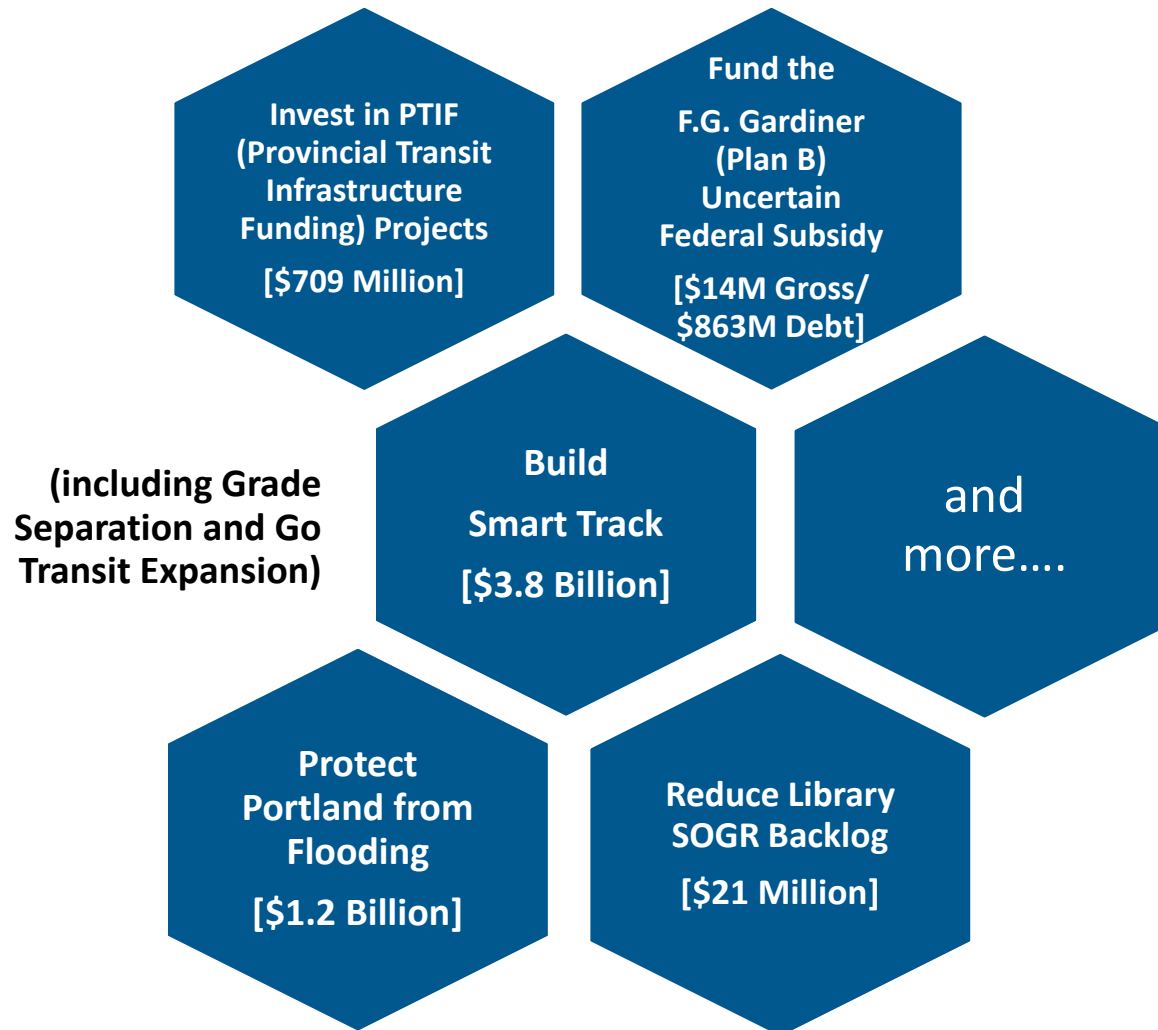 Invest in PTIF
(Provincial Transit
Infrastructure
Funding) Projects
[$709 Million]
Fund the
F.G. Gardiner
(Plan B)
Uncertain
Federal Subsidy
[$14M Gross/
$863M Debt]
(including Grade
Separation and Go
Transit Expansion)
Build
Smart Track
[$3.8 Billion]
and
more....
Protect
Portland from
Flooding
[$1.2 Billion]
Reduce Library
SOGR Backlog
[$21 Million]